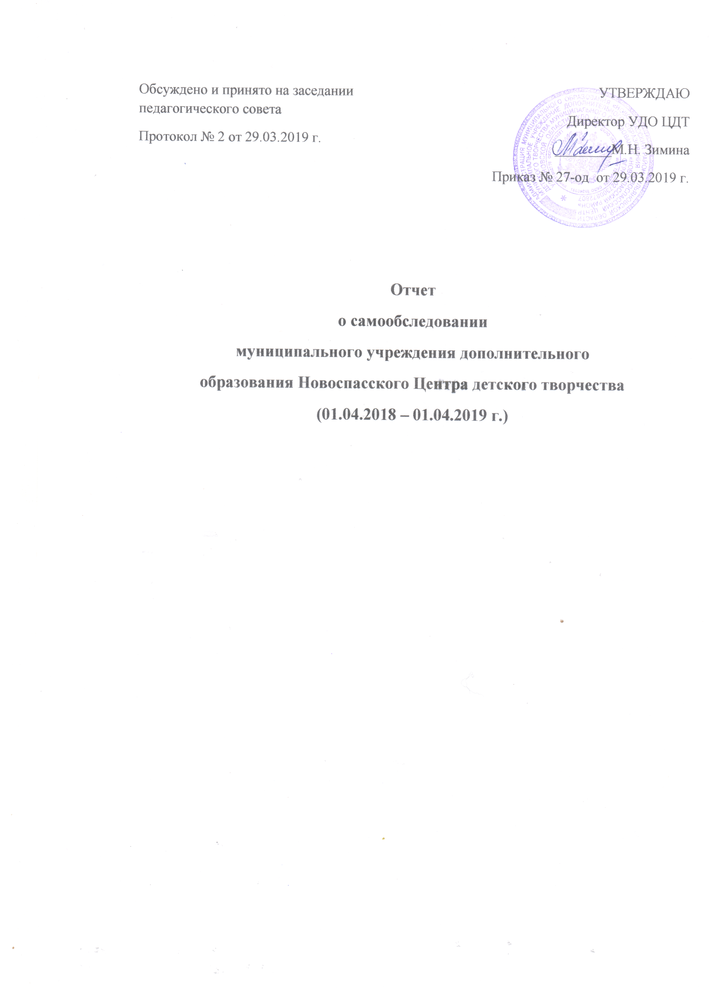 Обсуждено и принято на заседании
педагогического совета
Протокол № 2 от 29.03.2019 г.
УТВЕРЖДАЮ
Директор УДО ЦДТ
М.Н. Зимина
Приказ № 27-од от 29.03.2019 г.
Отчет
о самообследовании
муниципального учреждения дополнительного
образования Новоспасского Центра детского творчества
(01.04.2018 – 01.04.2019 г.)